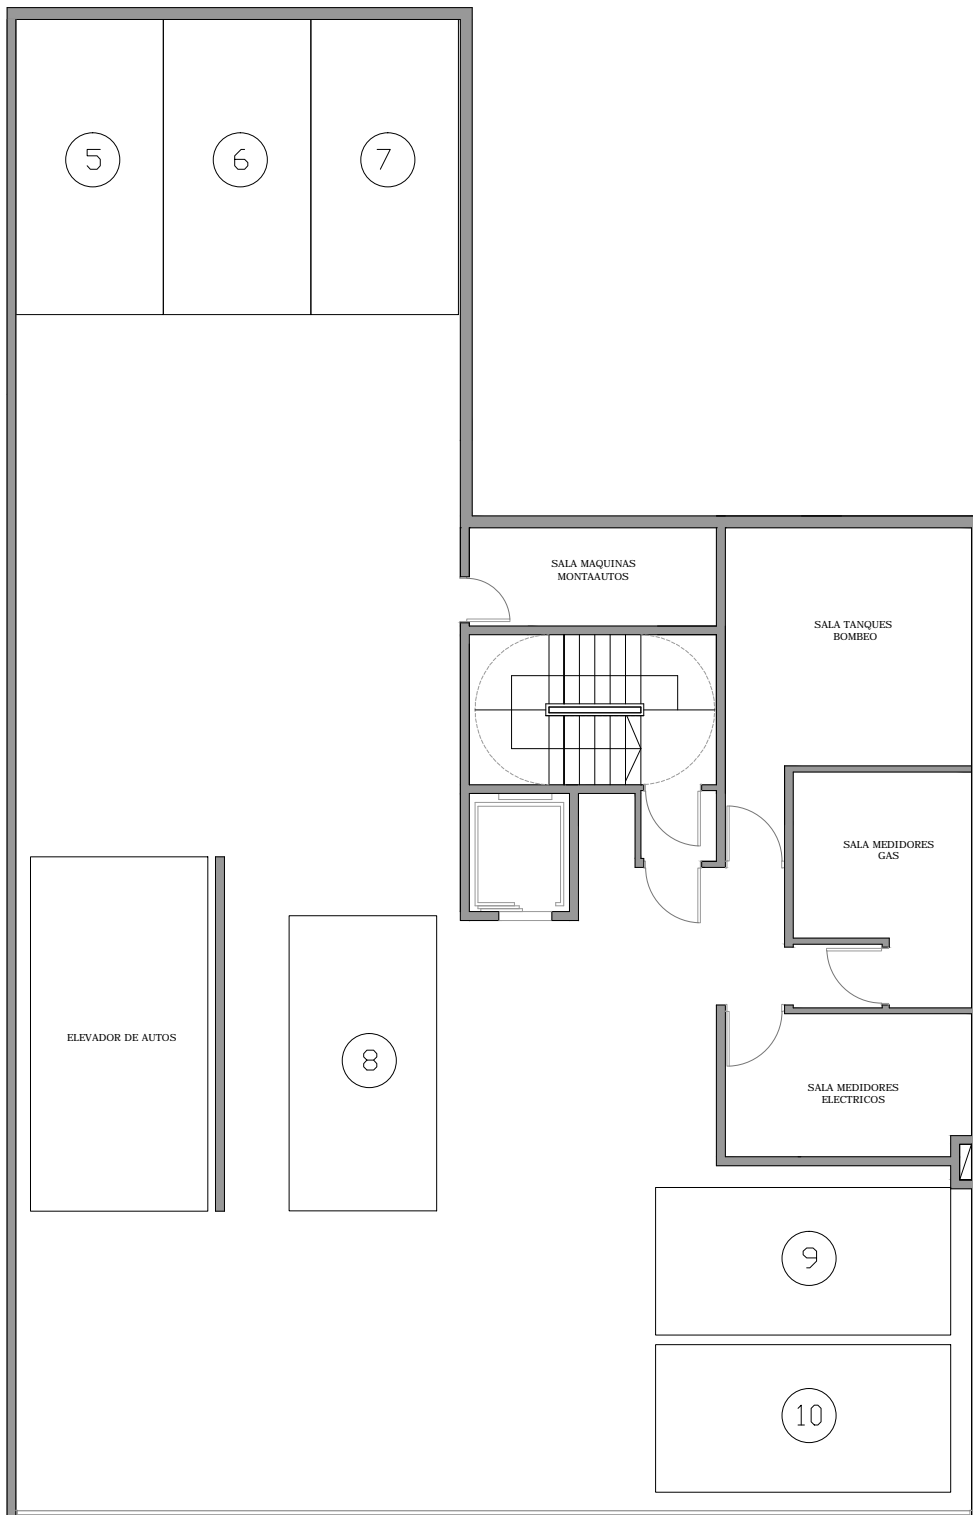 5
6
7
SALA MAQUINAS
MONTAAUTOS
SALA TANQUES
BOMBEO
SALA MEDIDORES
GAS
ELEVADOR DE AUTOS
8
SALA MEDIDORES
ELECTRICOS
9
10